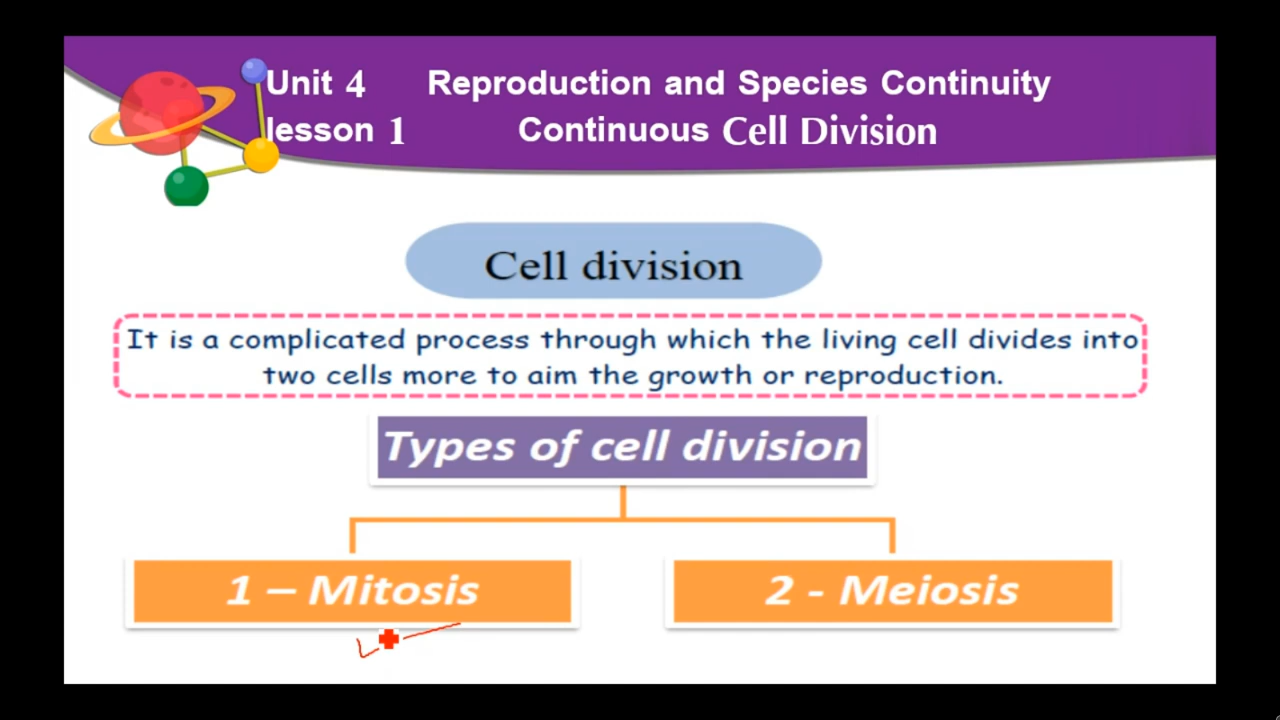 Unit 4 Reproduction and Species Continuity
lesson 1 Continuous Cell Division
Cell division
It is a complicated process through which the living cell divides into
two cells more to aim the growth or reproduction.
Types of cell division
1 – Mitosis
2 - Meiosis